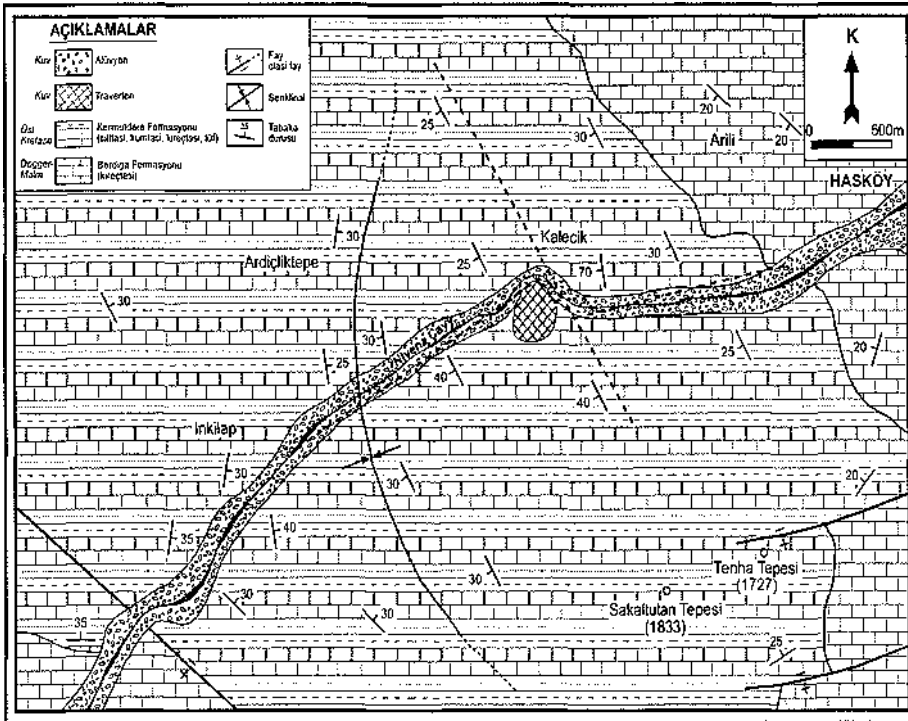 AÇIKLAMALAR
Kuv
Alüvyon
Kuv
Traverten
Üst
Kretase
Kermutdere Formasyonu
(silttaşı, kumtaşı, kireçtaşı, tüf)
Dogger-
Malm
Berdiga Formasyonu
(kireçtaşı)
Fay
olası fay
Senklinal
25
Tabaka
duruşu
K
0
500m
HASKÖY
Arili
20
20
25
30
30
Ardıçlıktepe
Kalecik
25
30
70
30
30
25
40
25
20
40
İnkilap
30
30
20
35
40
30
30
30
Tenha Tepesi
(1727)
Sakaltutan Tepesi
(1833)
25
35